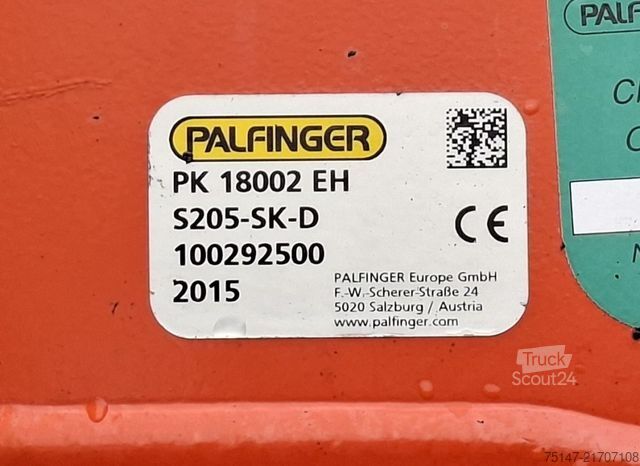 PALFINGER
PK 18002 EH
S205-SK-D
100292500
2015
CE
PALFINGER Europe GmbH
F.-W. Scherer-Straße 24
5020 Salzburg / Austria
www.palfinger.com
Truck
Scout24
75147-21707108